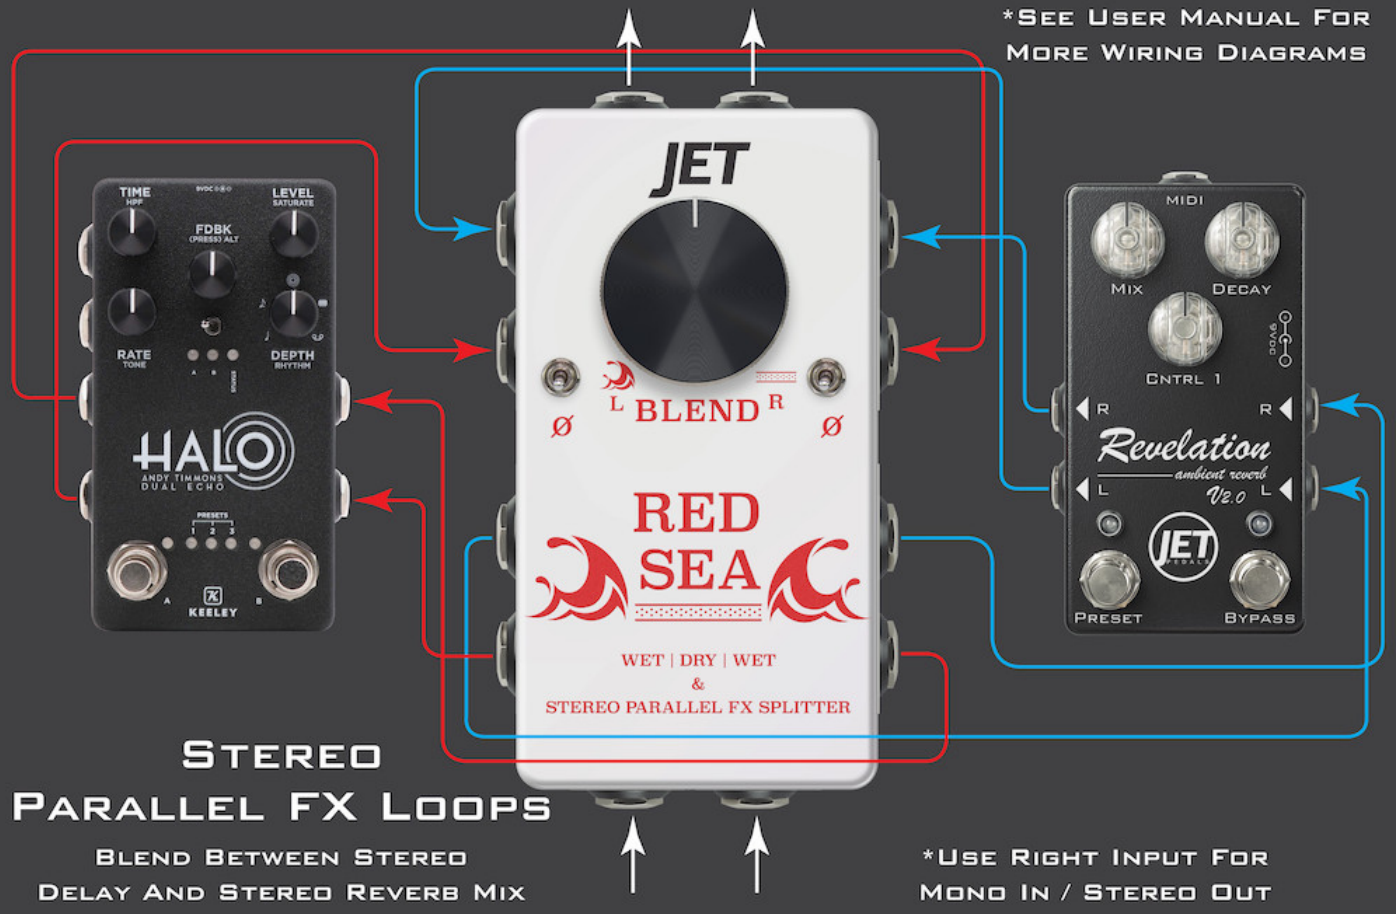 *SEE USER MANUAL FOR
MORE WIRING DIAGRAMS
JET
TIME
HPF
9VDC
LEVEL
SATURATE
FDBK
(PRESS) ALT
RATE
TONE
DEPTH
RHYTHM
A B STATUS
HALO
ANDY TIMMONS
DUAL ECHO
PRESETS
1 2 3
A B
KEELEY
L BLEND R
Ø Ø
RED
SEA
WET | DRY | WET
&
STEREO PARALLEL FX SPLITTER
MIDI
MIX DECAY
9VDC
CNTRL 1
R R
Revelation
ambient reverb
L V2.0 L
JET
PEDALS
PRESET BYPASS
STEREO
PARALLEL FX LOOPS
BLEND BETWEEN STEREO
DELAY AND STEREO REVERB MIX
*USE RIGHT INPUT FOR
MONO IN / STEREO OUT